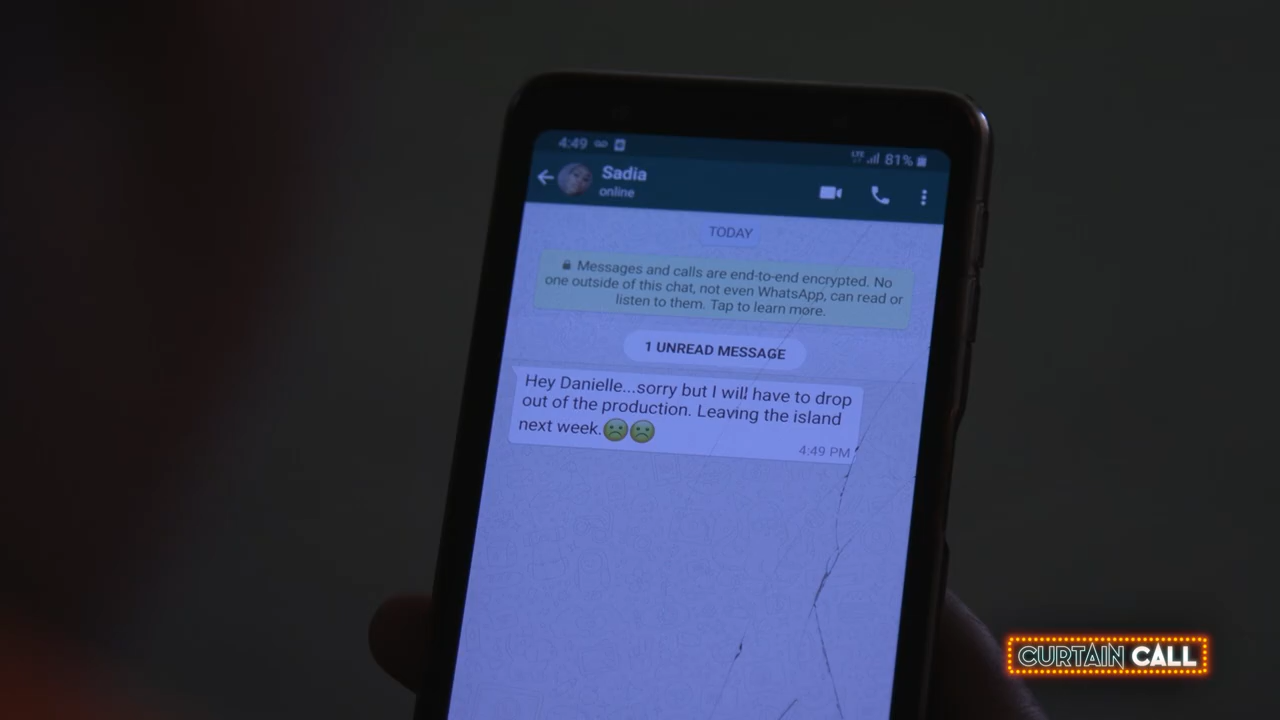 4:49
LTE 81%
Sadia
online
TODAY
Messages and calls are end-to-end encrypted. No
one outside of this chat, not even WhatsApp, can read or
listen to them. Tap to learn more.
1 UNREAD MESSAGE
Hey Danielle...sorry but I will have to drop
out of the production. Leaving the island
next week.☹️☹️
4:49 PM
CURTAIN CALL